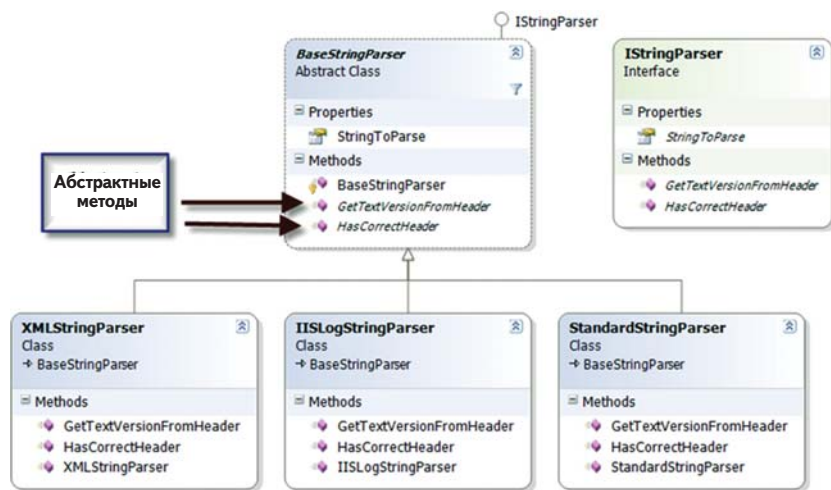 IStringParser
BaseStringParser
Abstract Class
Properties
StringToParse
Methods
BaseStringParser
GetTextVersionFromHeader
HasCorrectHeader
IStringParser
Interface
Properties
StringToParse
Methods
GetTextVersionFromHeader
HasCorrectHeader
Абстрактные
методы
XMLStringParser
Class
BaseStringParser
Methods
GetTextVersionFromHeader
HasCorrectHeader
XMLStringParser
IISLogStringParser
Class
BaseStringParser
Methods
GetTextVersionFromHeader
HasCorrectHeader
IISLogStringParser
StandardStringParser
Class
BaseStringParser
Methods
GetTextVersionFromHeader
HasCorrectHeader
StandardStringParser